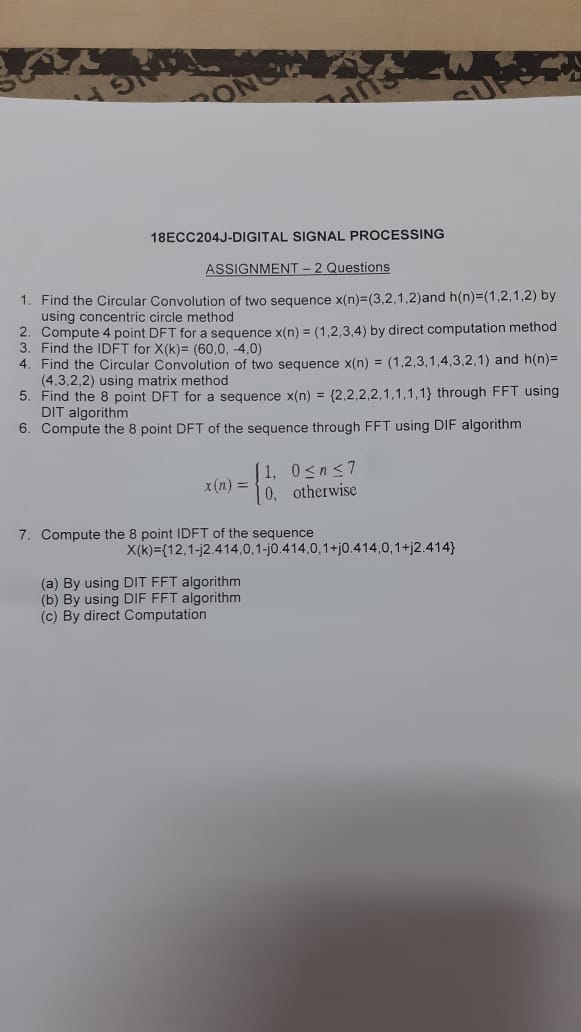 18ECC204J-DIGITAL SIGNAL PROCESSING
ASSIGNMENT – 2 Questions
1. Find the Circular Convolution of two sequence x(n)=(3,2,1,2)and h(n)=(1,2,1,2) by
using concentric circle method
2. Compute 4 point DFT for a sequence x(n) = (1,2,3,4) by direct computation method
3. Find the IDFT for X(k)= (60,0, -4,0)
4. Find the Circular Convolution of two sequence x(n) = (1,2,3,1,4,3,2,1) and h(n)=
(4,3,2,2) using matrix method
5. Find the 8 point DFT for a sequence x(n) = {2,2,2,2,1,1,1,1} through FFT using
DIT algorithm
6. Compute the 8 point DFT of the sequence through FFT using DIF algorithm
x(n) = { 1, 0 ≤ n ≤ 7
0, otherwise
7. Compute the 8 point IDFT of the sequence
X(k)={12,1-j2.414,0,1-j0.414,0,1+j0.414,0,1+j2.414}
(a) By using DIT FFT algorithm
(b) By using DIF FFT algorithm
(c) By direct Computation